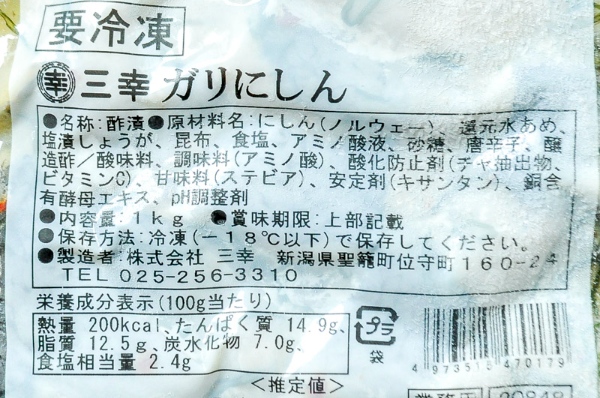 要冷凍
幸 三幸 ガリにしん
●名称:酢漬●原材料名:にしん(ノルウェー)、還元水あめ、
塩漬しょうが、昆布、食塩、アミノ酸液、砂糖、唐辛子、醸
造酢/酸味料、調味料(アミノ酸)、酸化防止剤(チャ抽出物、
ビタミンC)、甘味料(ステビア)、安定剤(キサンタン)、銅含
有酵母エキス、pH調整剤
●内容量:1kg ●賞味期限:上部記載
●保存方法:冷凍(-18℃以下)で保存してください。
●製造者:株式会社 三幸 新潟県聖籠町位守町160-24
TEL 025-256-3310
栄養成分表示(100g当たり)
熱量 200kcal、たんぱく質 14.9g、
脂質 12.5g、炭水化物 7.0g、
食塩相当量 2.4g
<推定値>
プラ
袋
4973515470179